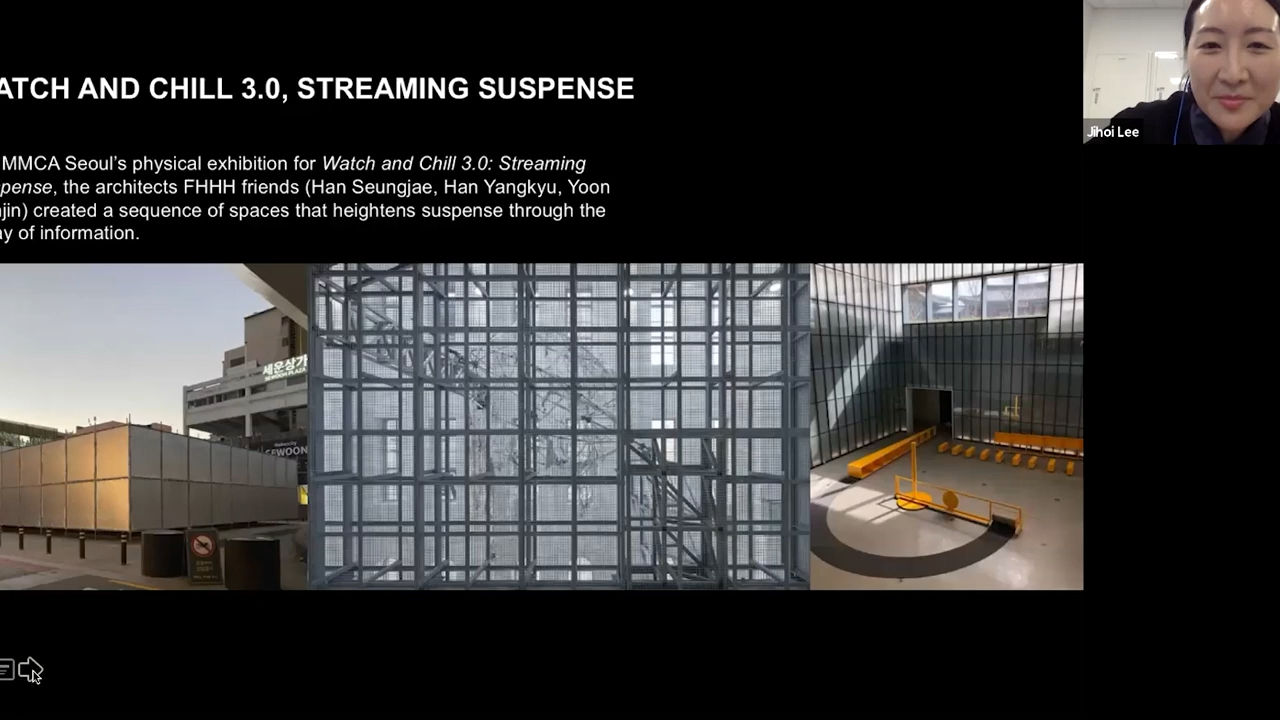 ATCH AND CHILL 3.0, STREAMING SUSPENSE
MMCA Seoul's physical exhibition for Watch and Chill 3.0: Streaming
pense, the architects FHHH friends (Han Seungjae, Han Yangkyu, Yoon
jin) created a sequence of spaces that heightens suspense through the
ay of information.
Jihoi Lee
세운상가
SEWOON PLAZA
SEWOON